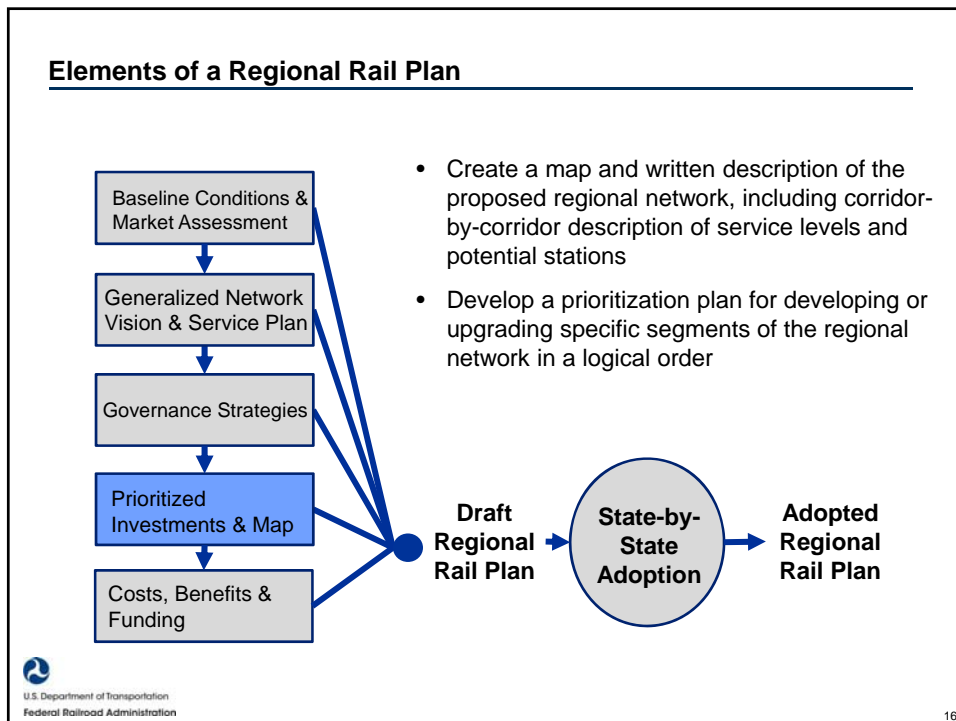 Elements of a Regional Rail Plan
Baseline Conditions &
Market Assessment
Generalized Network
Vision & Service Plan
Governance Strategies
Prioritized
Investments & Map
Costs, Benefits &
Funding
• Create a map and written description of the
proposed regional network, including corridor-
by-corridor description of service levels and
potential stations
• Develop a prioritization plan for developing or
upgrading specific segments of the regional
network in a logical order
Draft
Regional
Rail Plan
State-by-
State
Adoption
Adopted
Regional
Rail Plan
U.S. Department of Transportation
Federal Railroad Administration
16